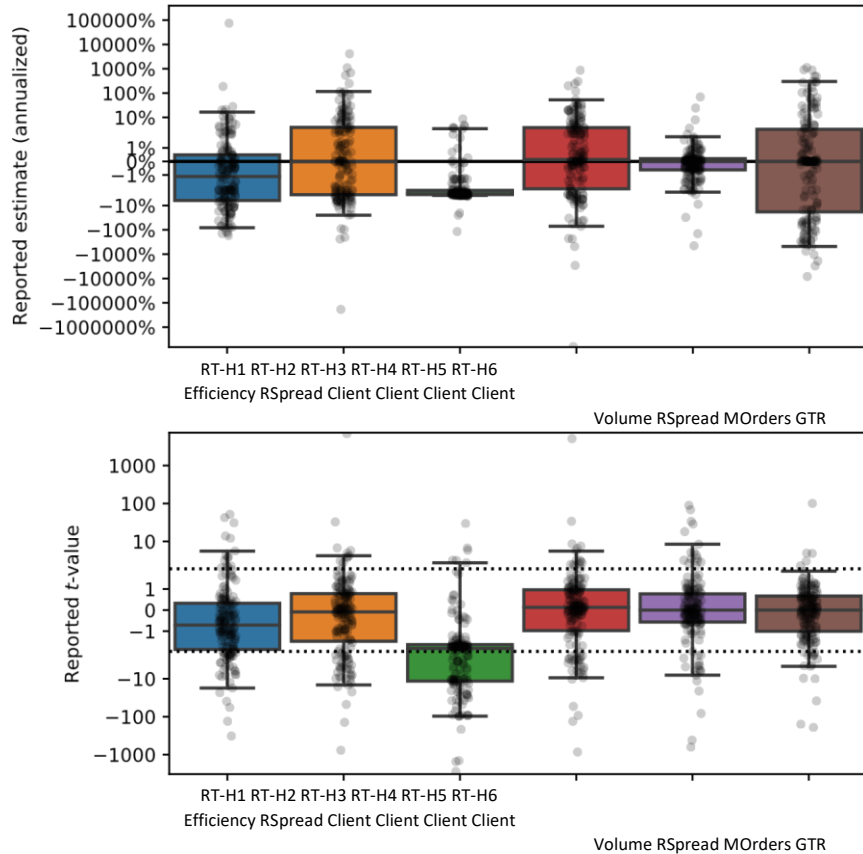 100000%
10000%
1000%
100%
10%
1%
0%
−1%
−10%
−100%
−1000%
−10000%
−100000%
−1000000%
Reported estimate (annualized)
RT-H1 RT-H2 RT-H3 RT-H4 RT-H5 RT-H6
Efficiency RSpread Client Client Client Client
Volume RSpread MOrders GTR
1000
100
10
1
0
−1
−10
−100
−1000
Reported t-value
RT-H1 RT-H2 RT-H3 RT-H4 RT-H5 RT-H6
Efficiency RSpread Client Client Client Client
Volume RSpread MOrders GTR